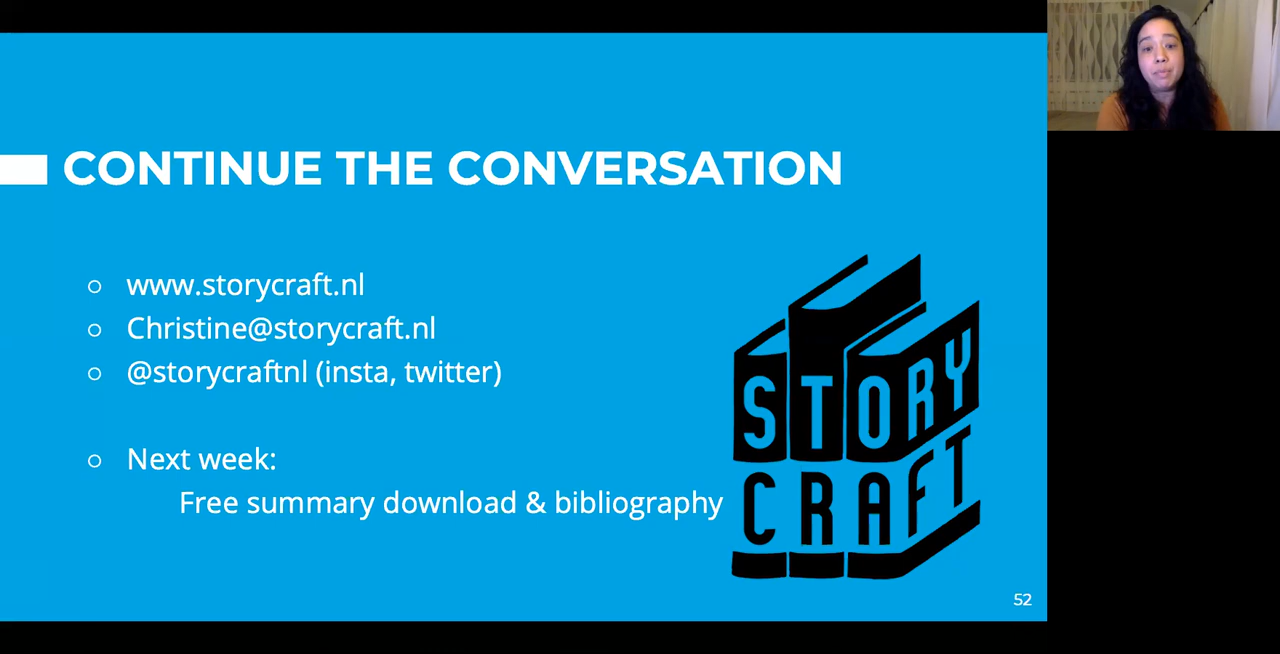 CONTINUE THE CONVERSATION
○ www.storycraft.nl
○ Christine@storycraft.nl
○ @storycraftnl (insta, twitter)
○ Next week:
Free summary download & bibliography
STORY
CRAFT
52